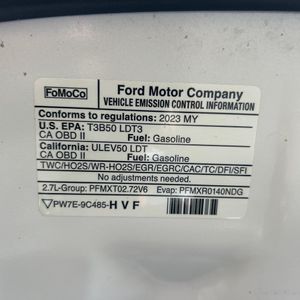 FoMoCo
Ford Motor Company
VEHICLE EMISSION CONTROL INFORMATION
Conforms to regulations: 2023 MY
U.S. EPA: T3B50 LDT3
CA OBD II Fuel: Gasoline
California: ULEV50 LDT
CA OBD II Fuel: Gasoline
TWC/HO2S/WR-HO2S/EGR/EGRC/CAC/TC/DFI/SFI
No adjustments needed.
2.7L-Group: PFMXT02.72V6 Evap: PFMXR0140NDG
PW7E-9C485-HVF